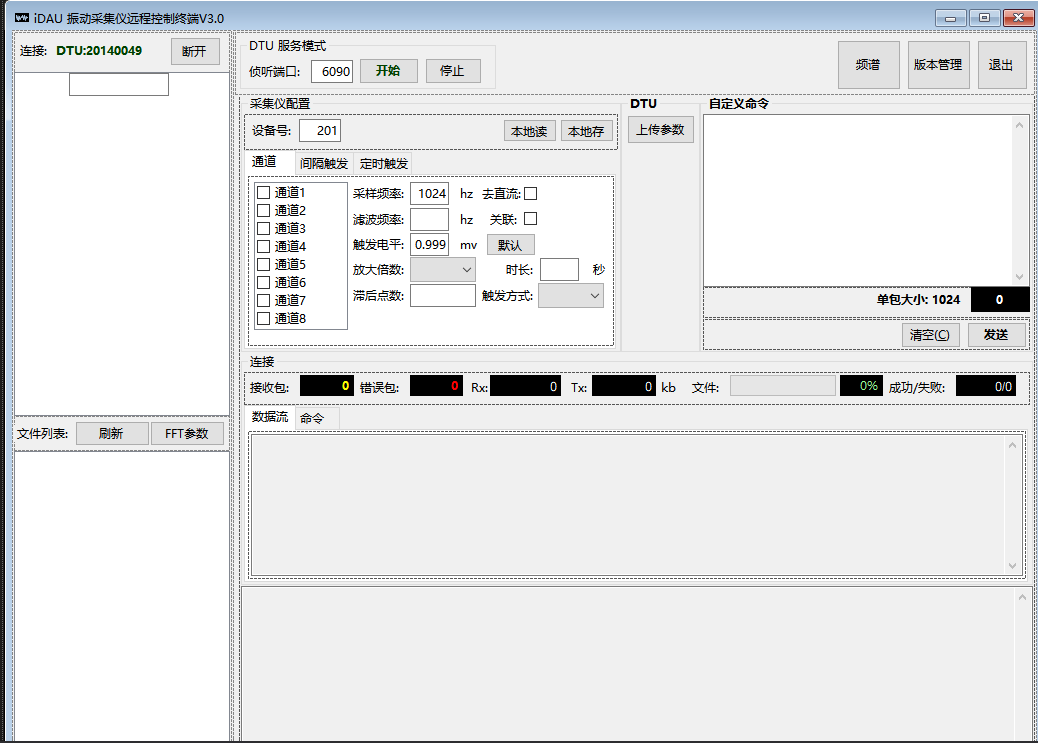 iDAU 振动采集仪远程控制终端V3.0
连接: DTU:20140049 断开
DTU 服务模式
侦听端口: 6090 开始 停止
频谱 版本管理 退出
采集仪配置
设备号: 201 本地读 本地存
DTU
上传参数
自定义命令
通道 间隔触发 定时触发
通道1
通道2
通道3
通道4
通道5
通道6
通道7
通道8
采样频率: 1024 hz 去直流:
滤波频率: hz 关联:
触发电平: 0.999 mv 默认
放大倍数: 时长: 秒
滞后点数: 触发方式:
单包大小: 1024 0
清空(C) 发送
连接
接收包: 0 错误包: 0 Rx: 0 Tx: 0 kb 文件: 0% 成功/失败: 0/0
数据流 命令
文件列表: 刷新 FFT参数